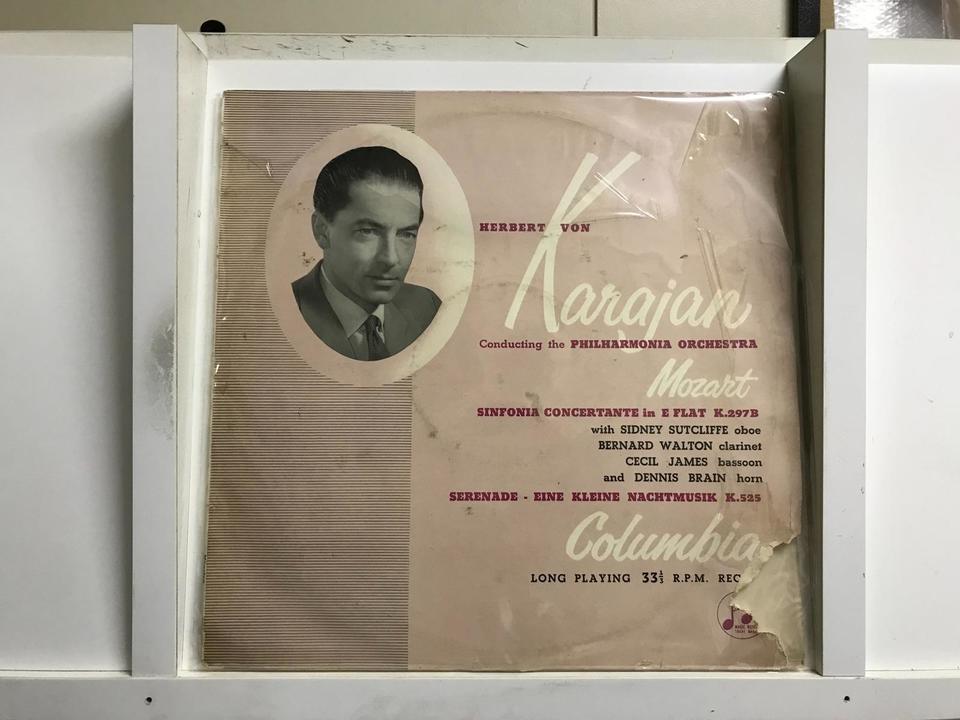 HERBERT VON
Karajan
Conducting the PHILHARMONIA ORCHESTRA
Mozart
SINFONIA CONCERTANTE in E FLAT K.297B
with SIDNEY SUTCLIFFE oboe
BERNARD WALTON clarinet
CECIL JAMES bassoon
and DENNIS BRAIN horn
SERENADE - EINE KLEINE NACHTMUSIK K.525
Columbia
LONG PLAYING 33⅓ R.P.M.